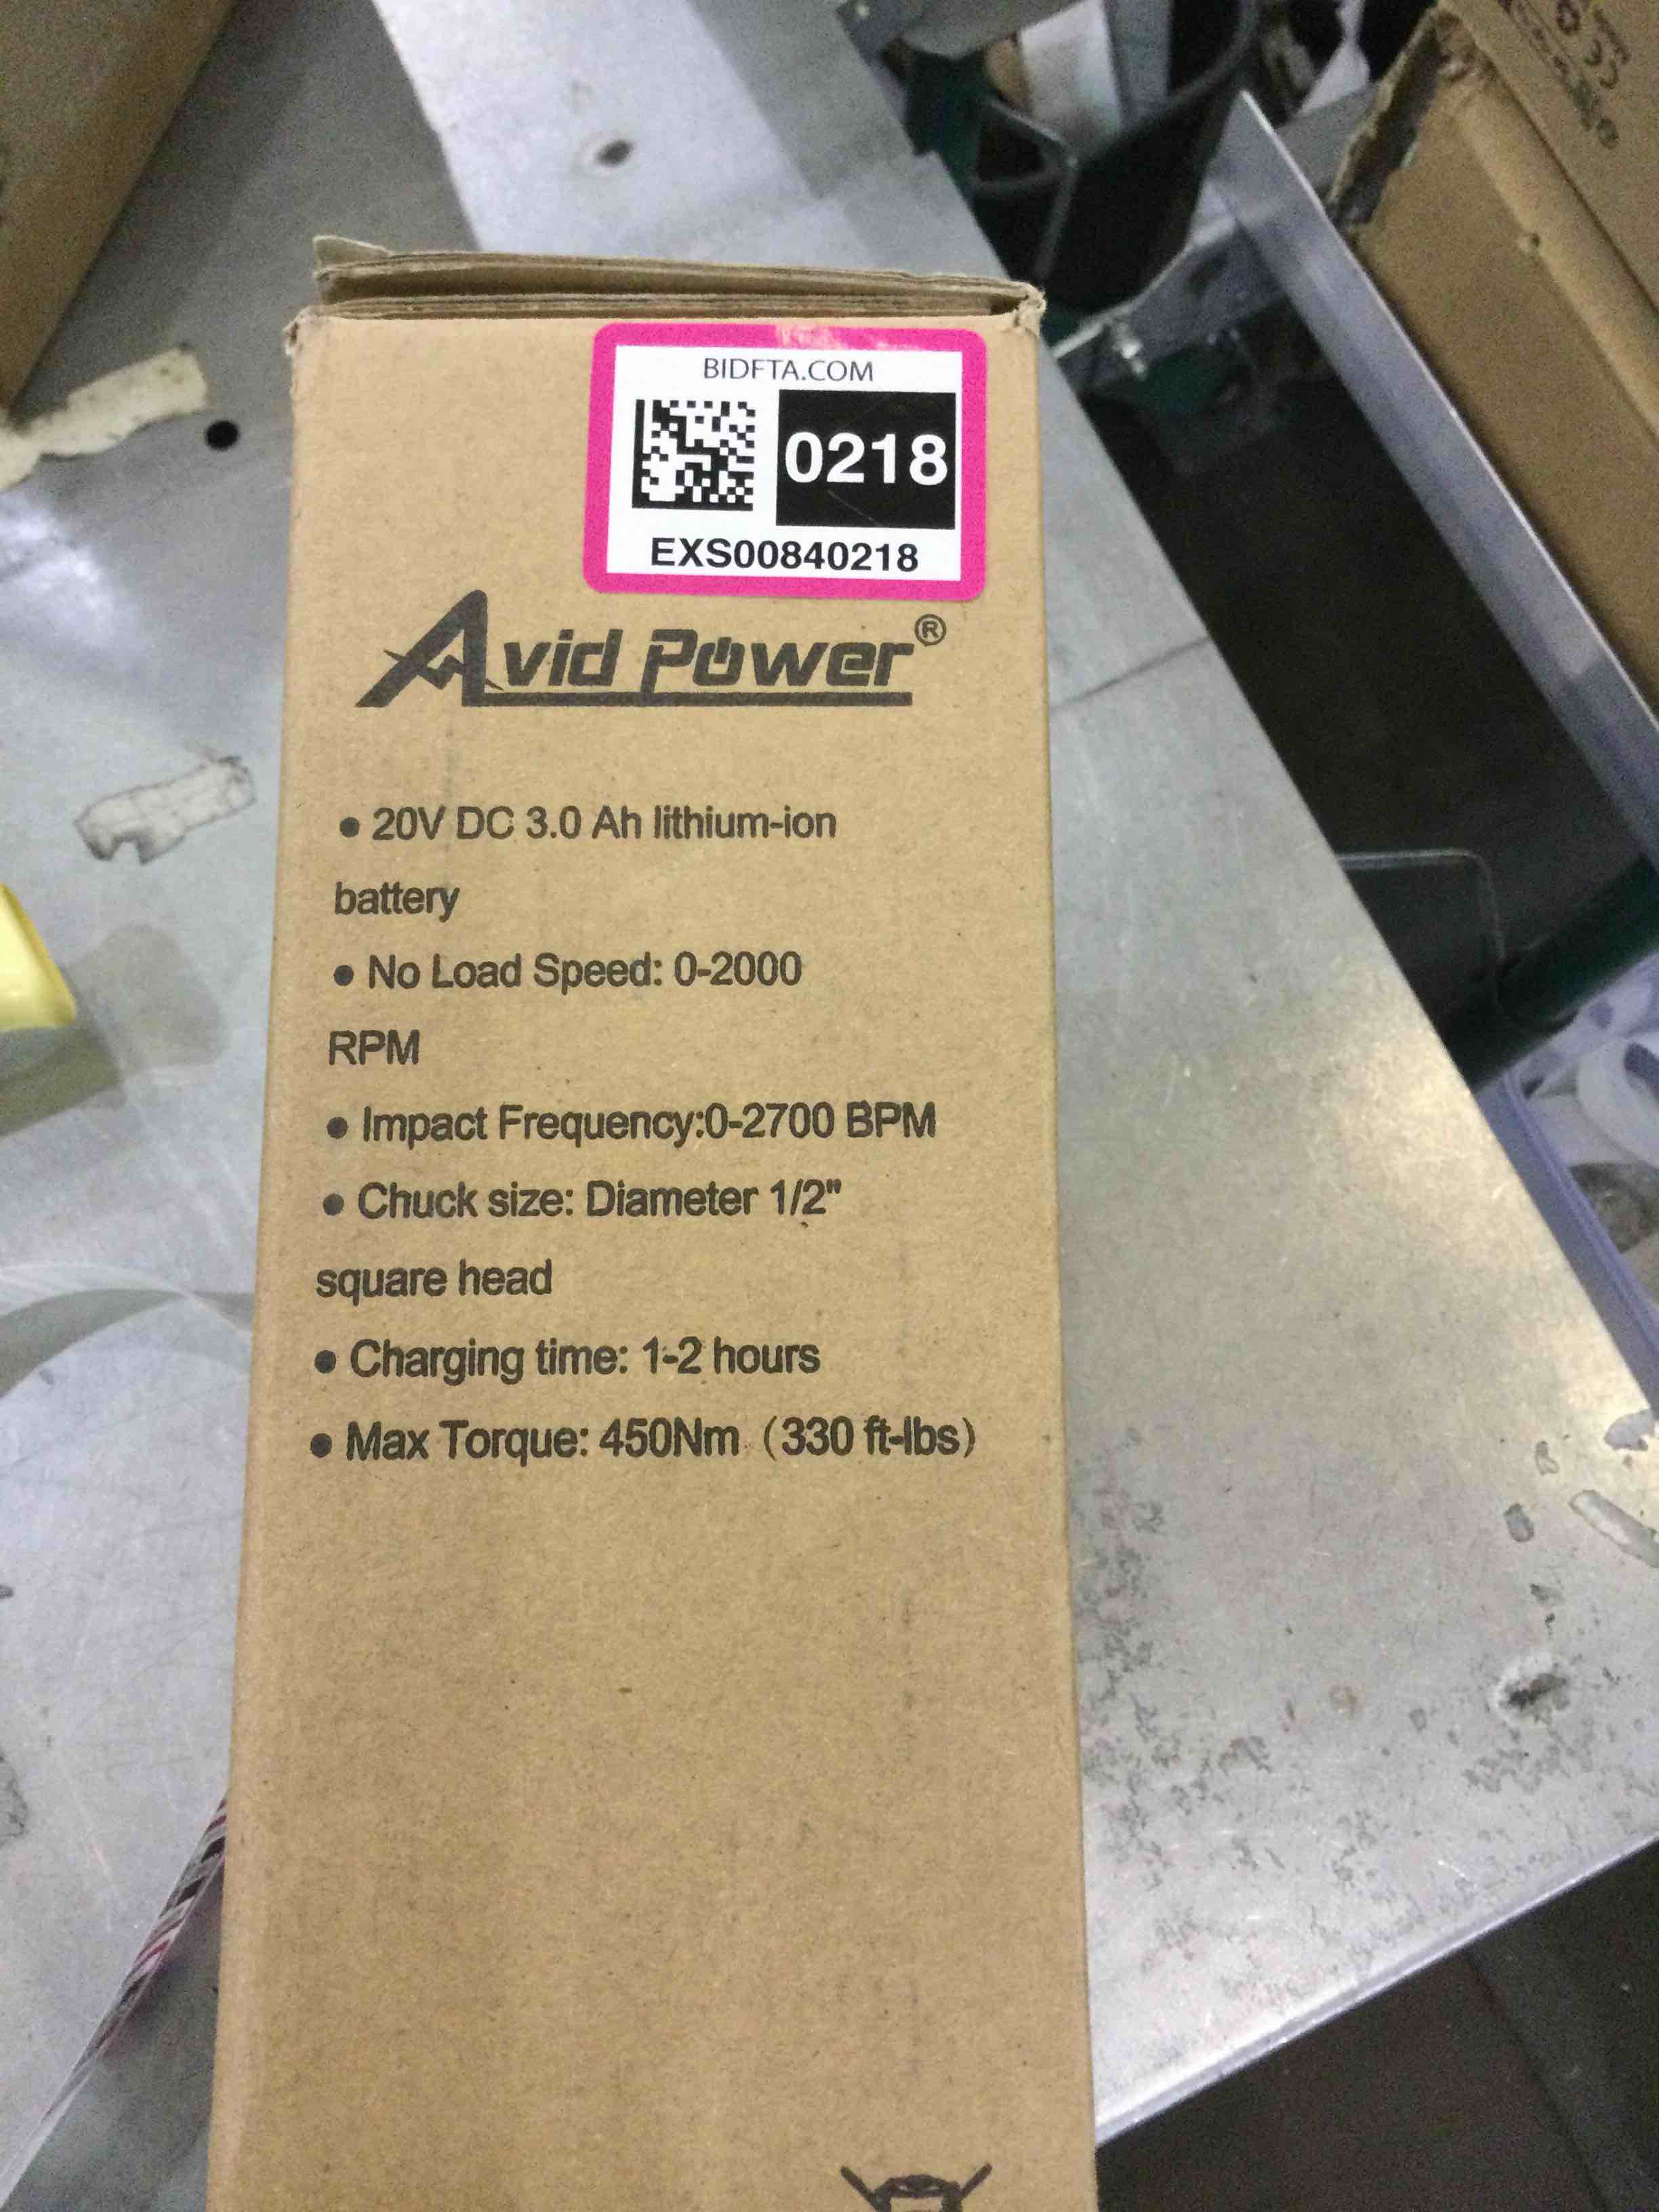 BIDFTA.COM
0218
EXS00840218
Avid Power®
● 20V DC 3.0 Ah lithium-ion
battery
● No Load Speed: 0-2000
RPM
● Impact Frequency:0-2700 BPM
● Chuck size: Diameter 1/2"
square head
● Charging time: 1-2 hours
● Max Torque: 450Nm（330 ft-lbs）